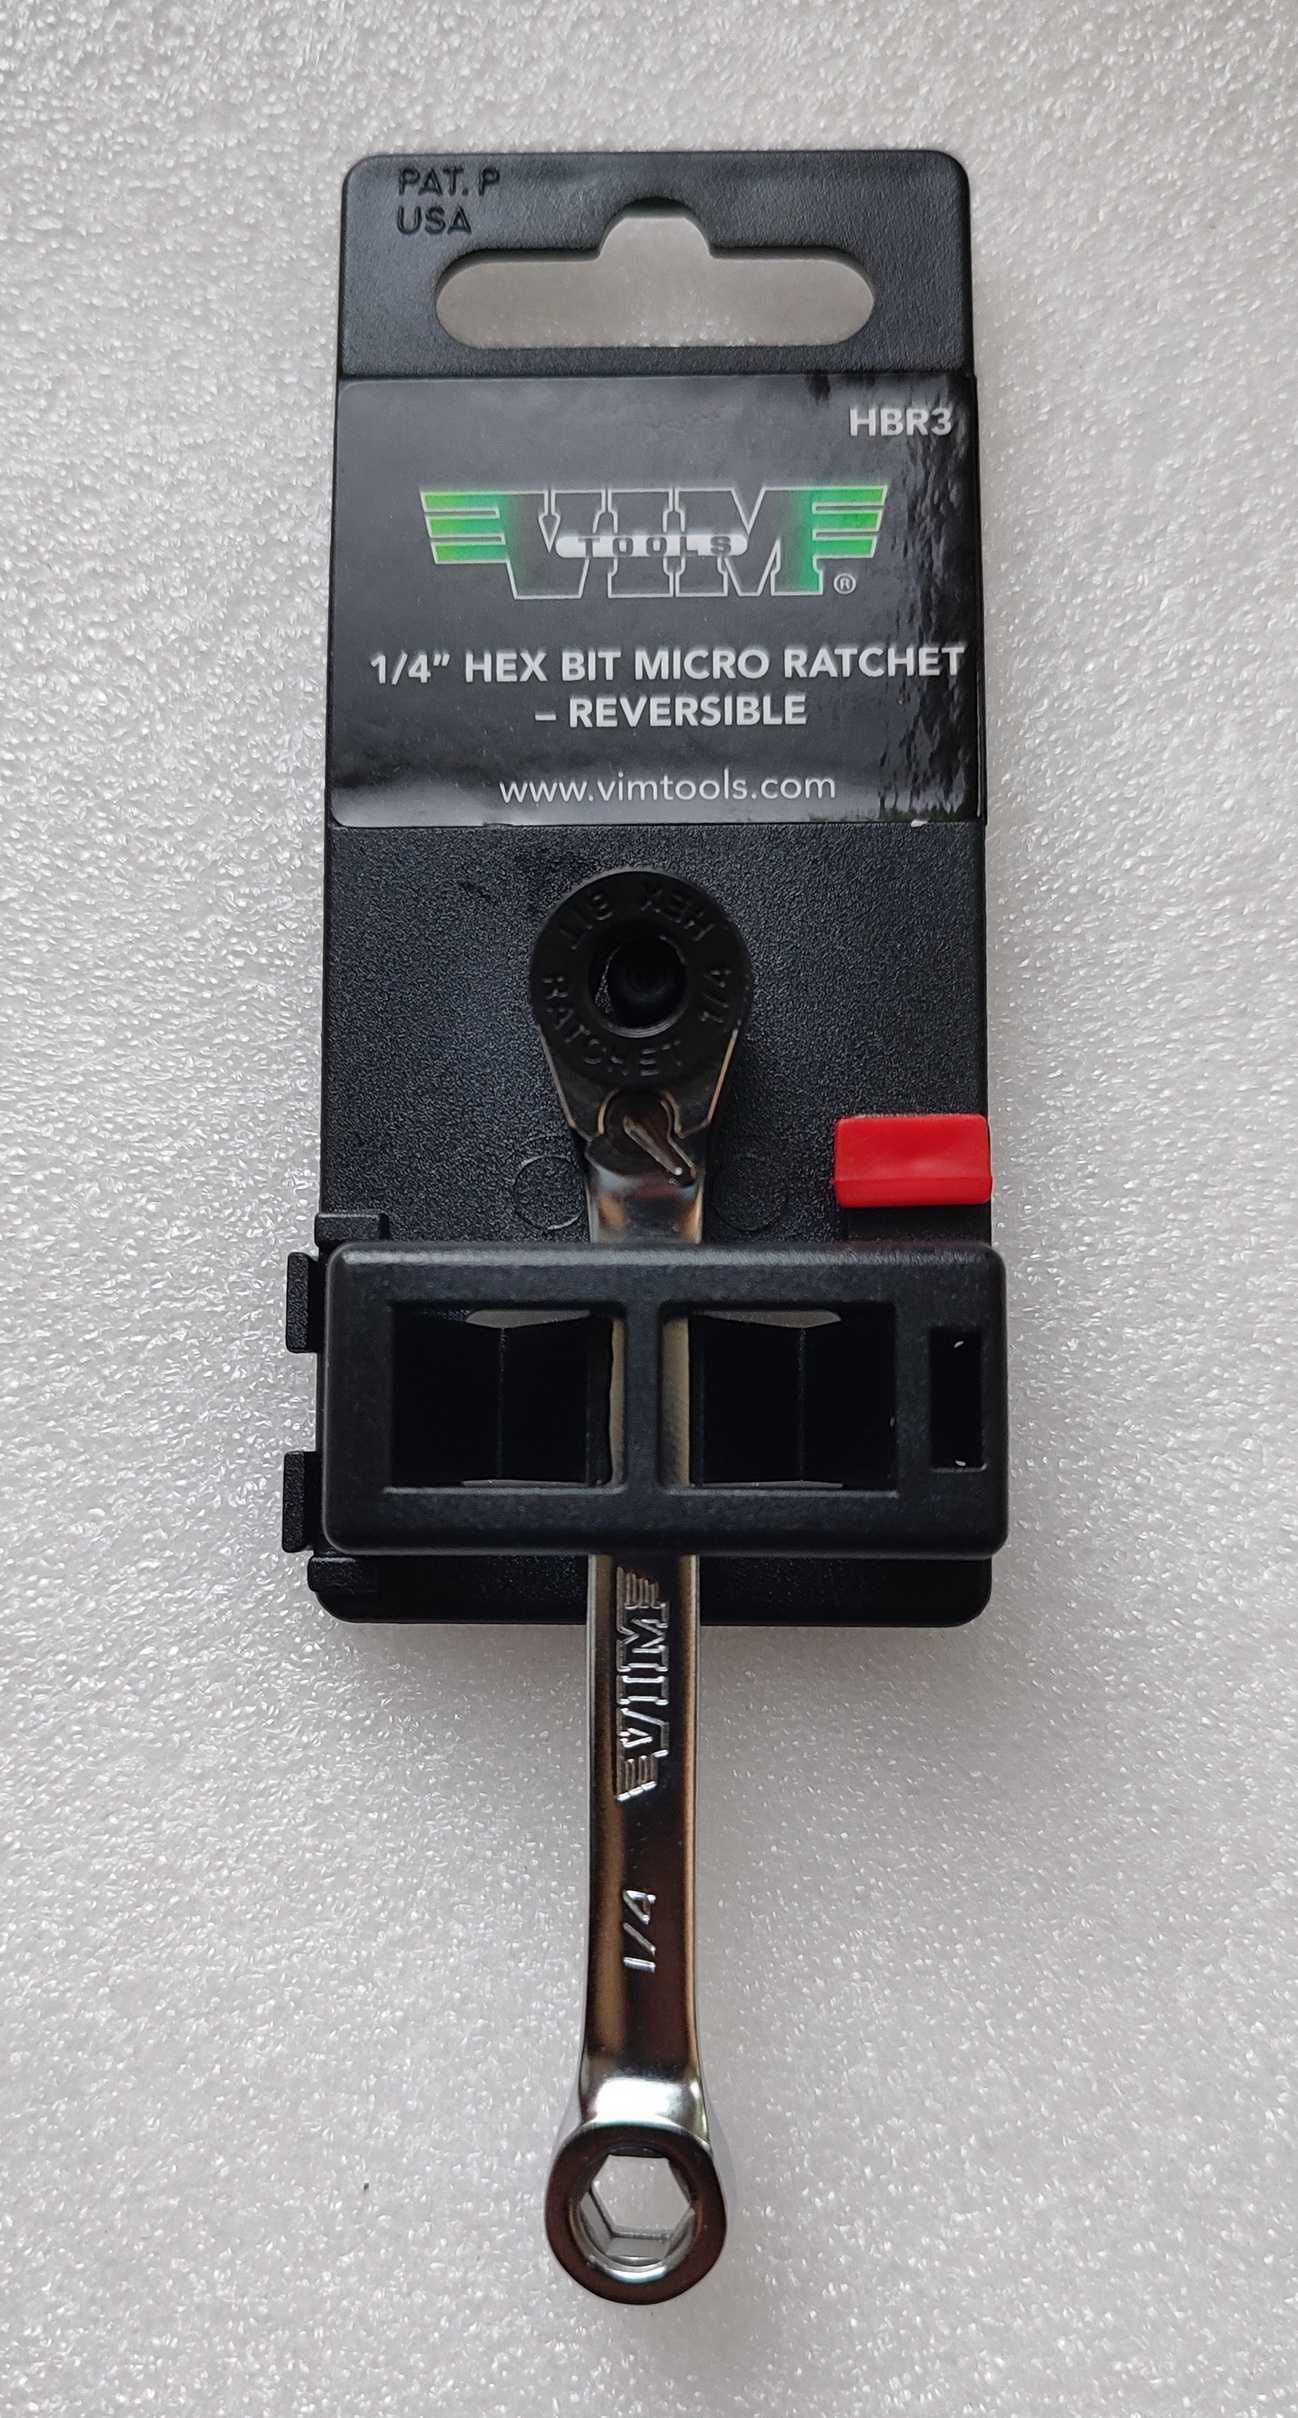 PAT. P
USA
HBR3
VIM
TOOLS
®
1/4” HEX BIT MICRO RATCHET
– REVERSIBLE
www.vimtools.com
1/4 HEX BIT
RATCHET
VIM
1/4